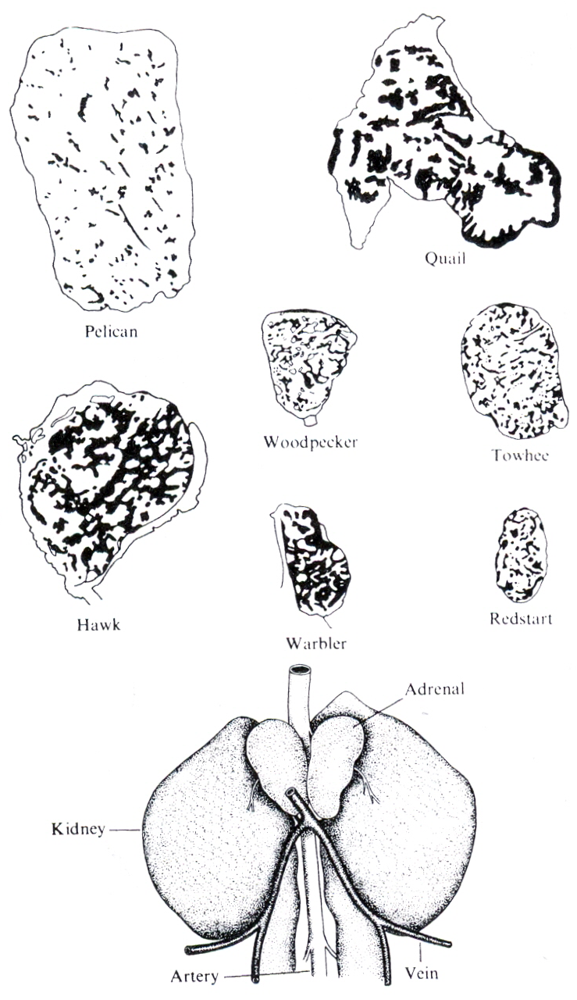 Pelican
Quail
Woodpecker
Towhee
Hawk
Warbler
Redstart
Adrenal
Kidney
Artery
Vein